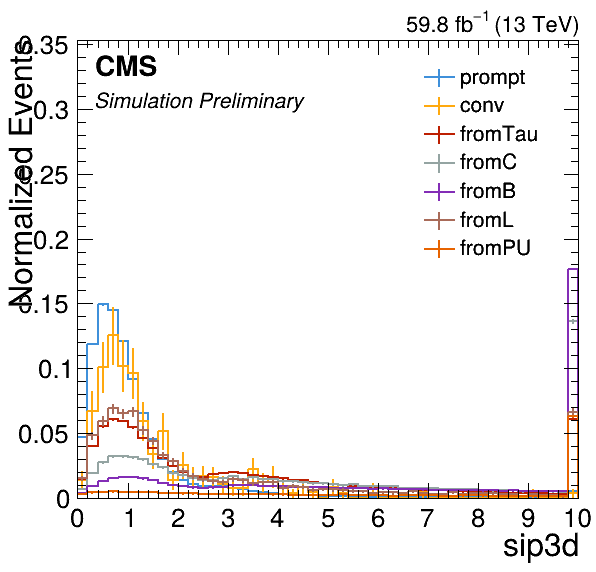 59.8 fb⁻¹ (13 TeV)
CMS
Simulation Preliminary
prompt
conv
fromTau
fromC
fromB
fromL
fromPU
Normalized Events
0.35
0.3
0.25
0.2
0.15
0.1
0.05
0
0 1 2 3 4 5 6 7 8 9 10
sip3d